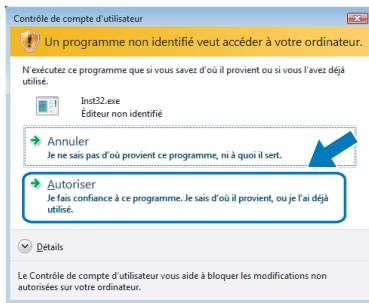 Contrôle de compte d'utilisateur
Un programme non identifié veut accéder à votre ordinateur.
N'exécutez ce programme que si vous savez d'où il provient ou si vous l'avez déjà
utilisé.
Inst32.exe
Éditeur non identifié
Annuler
Je ne sais pas d'où provient ce programme, ni à quoi il sert.
Autoriser
Je fais confiance à ce programme. Je sais d'où il provient, ou je l'ai déjà
utilisé.
Détails
Le Contrôle de compte d'utilisateur vous aide à bloquer les modifications non
autorisées sur votre ordinateur.